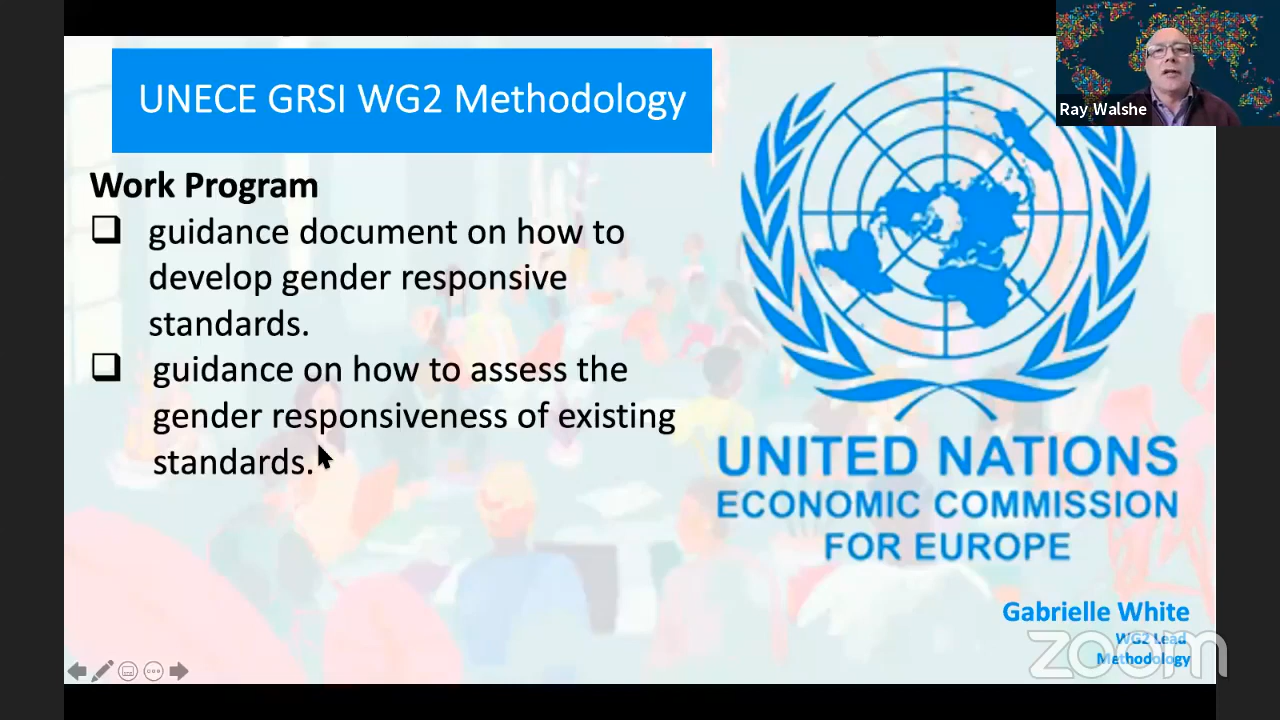 UNECE GRSI WG2 Methodology
Ray Walshe
Work Program
guidance document on how to
develop gender responsive
standards.
guidance on how to assess the
gender responsiveness of existing
standards.
UNITED NATIONS
ECONOMIC COMMISSION
FOR EUROPE
Gabrielle White
WG2 Lead
Methodology
zoom